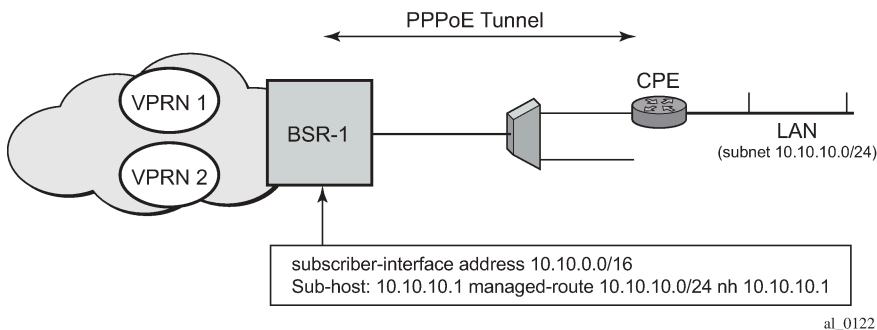 PPPoE Tunnel
VPRN 1
VPRN 2
BSR-1
CPE
LAN
(subnet 10.10.10.0/24)
subscriber-interface address 10.10.0.0/16
Sub-host: 10.10.10.1 managed-route 10.10.10.0/24 nh 10.10.10.1
al_0122